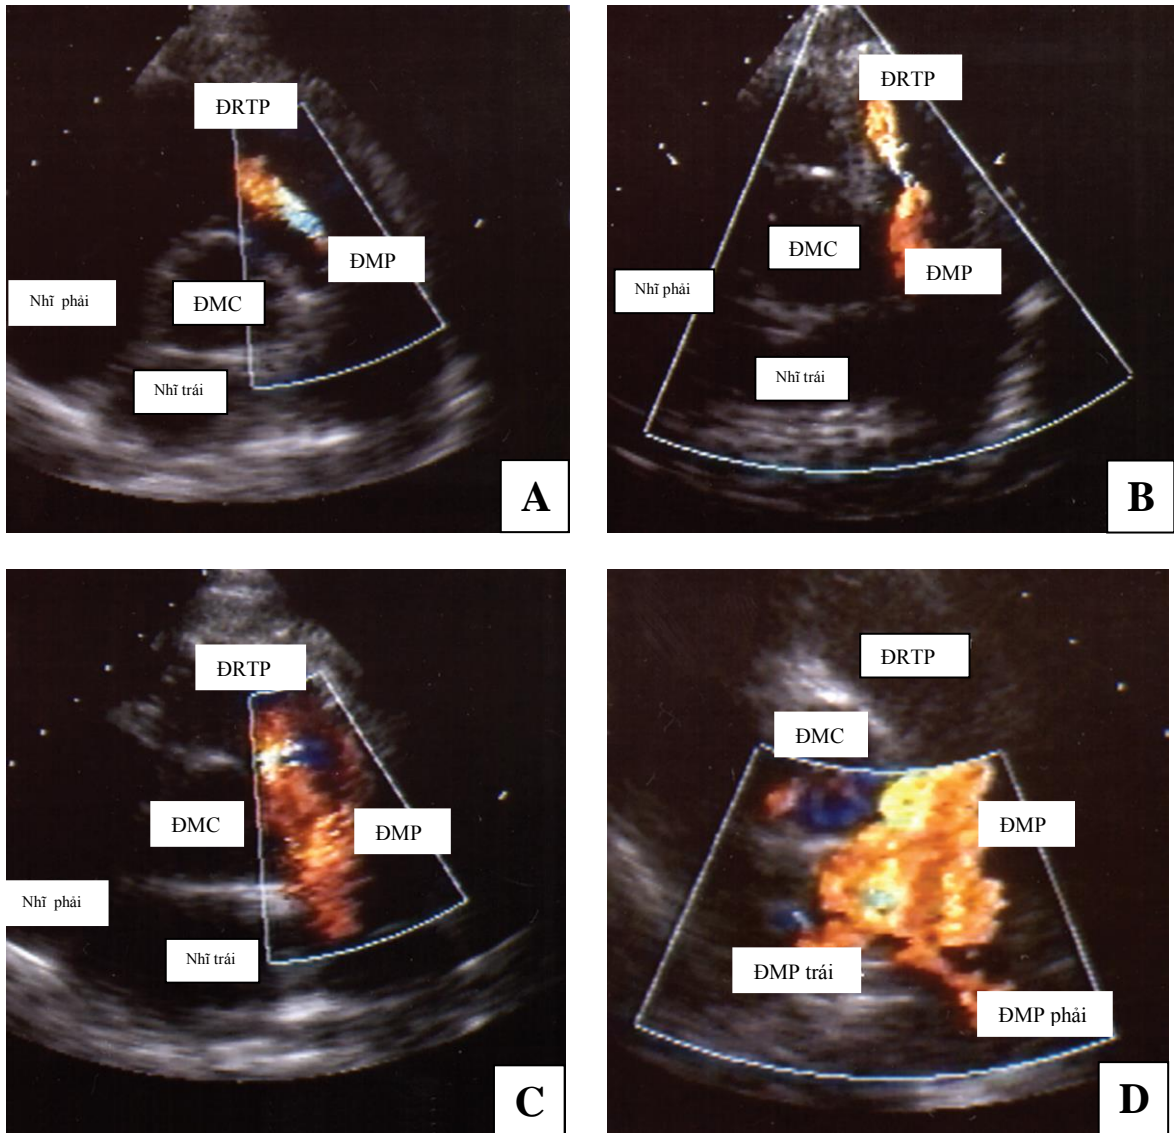 ĐRTP
ĐMP
Nhĩ phải
ĐMC
Nhĩ trái
A
ĐRTP
ĐMC
ĐMP
Nhĩ phải
Nhĩ trái
B
ĐRTP
ĐMC
ĐMP
Nhĩ phải
Nhĩ trái
C
ĐRTP
ĐMC
ĐMP
ĐMP trái
ĐMP phải
D